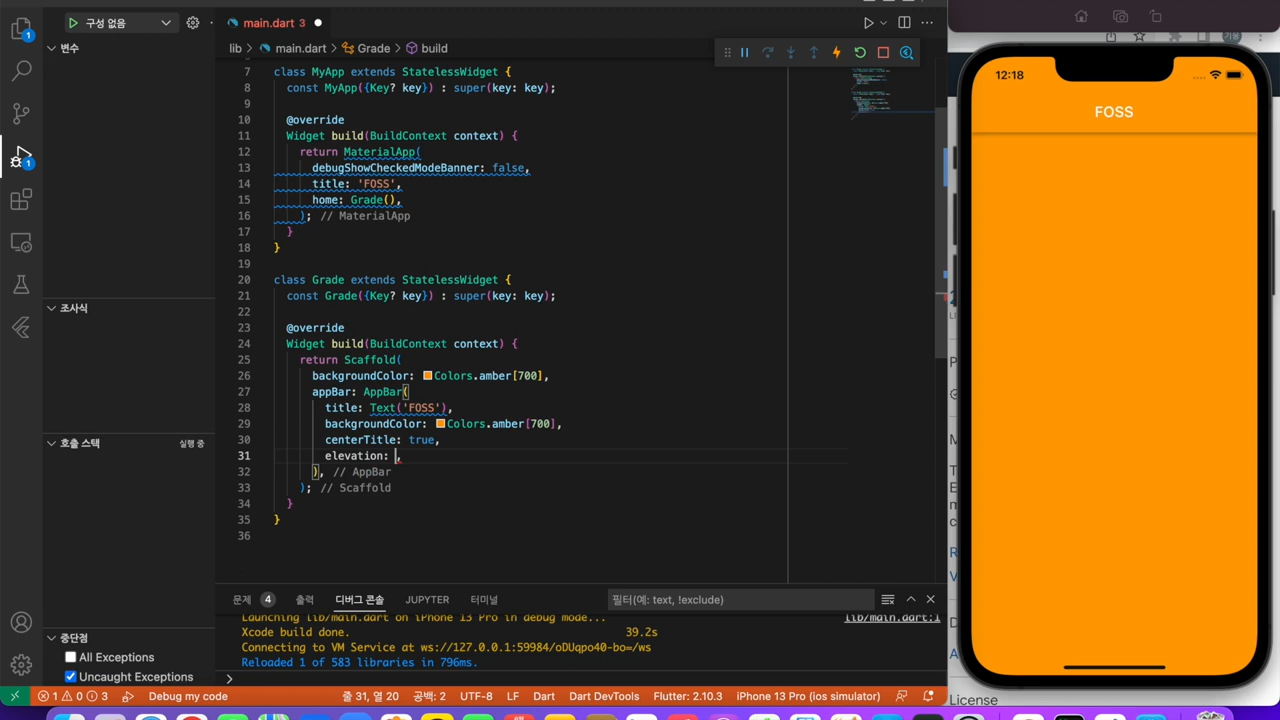 구성 없음
main.dart 3
lib > main.dart > Grade > build
변수
7 class MyApp extends StatelessWidget {
8 const MyApp({Key? key}) : super(key: key);
10 @override
11 Widget build(BuildContext context) {
12 return MaterialApp(
13 debugShowCheckedModeBanner: false,
14 title: 'FOSS',
15 home: Grade(),
16 ); // MaterialApp
17 }
18 }
19
20 class Grade extends StatelessWidget {
21 const Grade({Key? key}) : super(key: key);
22
23 @override
24 Widget build(BuildContext context) {
25 return Scaffold(
26 backgroundColor: Colors.amber[700],
27 appBar: AppBar(
28 title: Text('FOSS'),
29 backgroundColor: Colors.amber[700],
30 centerTitle: true,
31 elevation: ,
32 ), // AppBar
33 ); // Scaffold
34 }
35 }
36
조사식
호출 스택 실행 중
중단점
All Exceptions
Uncaught Exceptions
문제 4 출력 디버그 콘솔 JUPYTER 터미널 필터(예: text, !exclude)
Launching lib/main.dart on iPhone 13 Pro in debug mode... lib/main.dart:1
Xcode build done. 39.2s
Connecting to VM Service at ws://127.0.0.1:59984/oDUqpo40-bo=/ws
Reloaded 1 of 583 libraries in 796ms.
>
1 0 3 Debug my code 줄 31, 열 20 공백: 2 UTF-8 LF Dart Dart DevTools Flutter: 2.10.3 iPhone 13 Pro (ios simulator)
12:18
FOSS
License